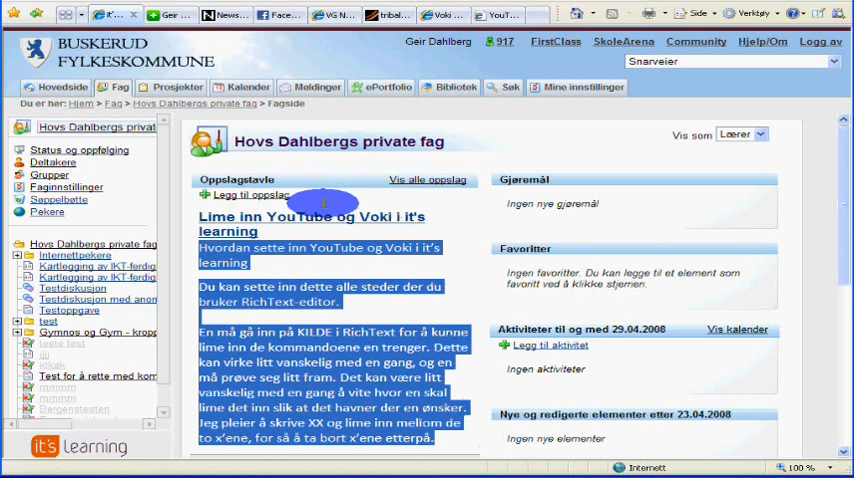 it'...
Geir ...
News...
Face...
VG N...
tribal...
Voki ...
YouT...
Side
Verktøy
BUSKERUD
FYLKESKOMMUNE
Geir Dahlberg 917 FirstClass SkoleArena Community Hjelp/Om Logg av
Snarveier
Hovedside Fag Prosjekter Kalender Meldinger ePortfolio Bibliotek Søk Mine innstillinger
Du er her: Hjem > Fag > Hovs Dahlbergs private fag > Fagside
Hovs Dahlbergs privat
Status og oppfølging
Deltakere
Grupper
Faginnstillinger
Søppelbøtte
Pekere
Hovs Dahlbergs private fag
Internettpekere
Kartlegging av IKT-ferdig
Kartlegging av IKT-ferdig
Testdiskusjon
Testdiskusjon med anon
Testoppgave
test
Gymnos og Gym - kropp
teste test
jjj
kjkøk
Test for å rette med kom
mmmm
mmmm
Bergenstesten
it's Learning
Hovs Dahlbergs private fag
Vis som Lærer
Oppslagstavle Vis alle oppslag
Legg til oppslag
Lime inn YouTube og Voki i it's
learning
Hvordan sette inn YouTube og Voki i it's
learning
Du kan sette inn dette alle steder der du
bruker RichText-editor.
En må gå inn på KILDE i RichText for å kunne
lime inn de kommandoene en trenger. Dette
kan virke litt vanskelig med en gang, og en
må prøve seg litt fram. Det kan være litt
vanskelig med en gang å vite hvor en skal
lime det inn slik at det havner der en ønsker.
Jeg pleier å skrive XX og lime inn mellom de
to x'ene, for så å ta bort x'ene etterpå.
Gjøremål
Ingen nye gjøremål
Favoritter
Ingen favoritter. Du kan legge til et element som
favoritt ved å klikke stjernen.
Aktiviteter til og med 29.04.2008 Vis kalender
Legg til aktivitet
Ingen aktiviteter
Nye og redigerte elementer etter 23.04.2008
Ingen nye elementer
Internett
100 %